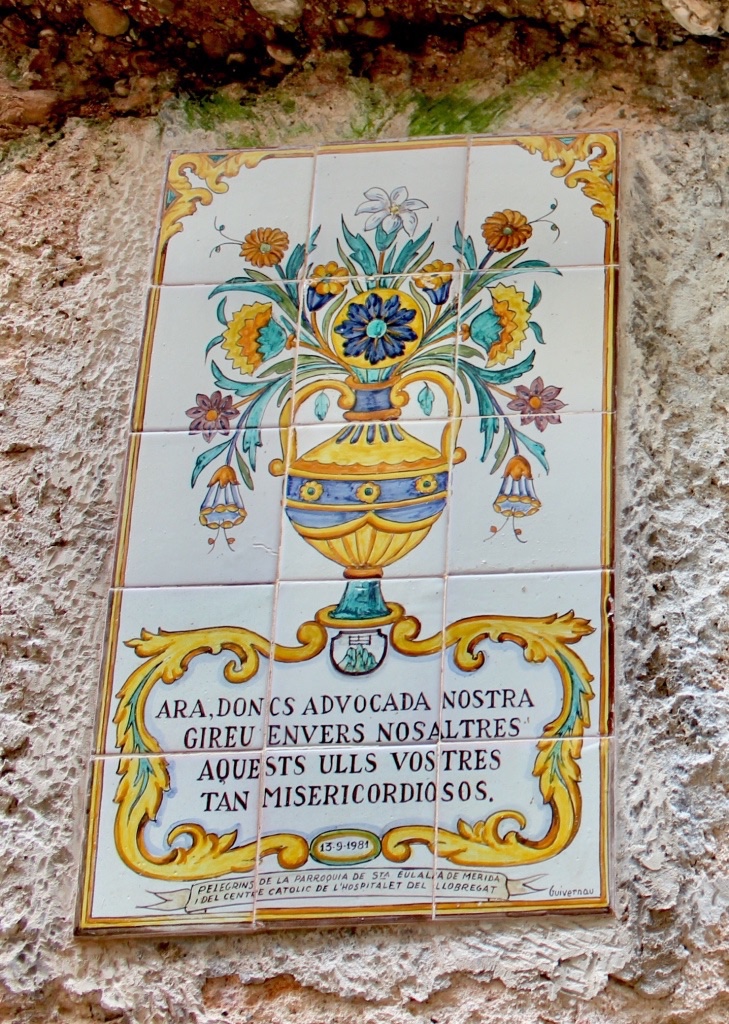 ARA, DONCS ADVOCADA NOSTRA
GIREU ENVERS NOSALTRES
AQUESTS ULLS VOSTRES
TAN MISERICORDIOSOS.
13-9-1981
PELEGRINS DE LA PARROQUIA DE STA EULALIA DE MERIDA
I DEL CENTRE CATOLIC DE L'HOSPITALET DEL LLOBREGAT
Guivernau